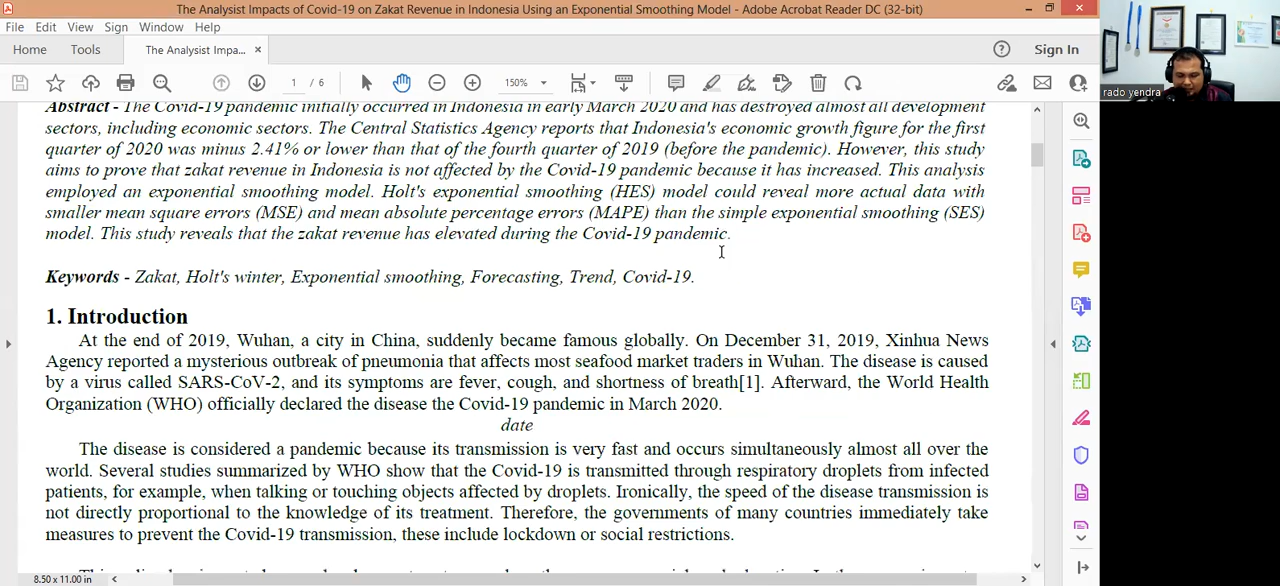 The Analysist Impacts of Covid-19 on Zakat Revenue in Indonesia Using an Exponential Smoothing Model - Adobe Acrobat Reader DC (32-bit)
File Edit View Sign Window Help
Home Tools The Analysist Impa... × Sign In
1 / 6 150%
rado yendra
Abstract - The Covid-19 pandemic initially occurred in Indonesia in early March 2020 and has destroyed almost all development
sectors, including economic sectors. The Central Statistics Agency reports that Indonesia's economic growth figure for the first
quarter of 2020 was minus 2.41% or lower than that of the fourth quarter of 2019 (before the pandemic). However, this study
aims to prove that zakat revenue in Indonesia is not affected by the Covid-19 pandemic because it has increased. This analysis
employed an exponential smoothing model. Holt's exponential smoothing (HES) model could reveal more actual data with
smaller mean square errors (MSE) and mean absolute percentage errors (MAPE) than the simple exponential smoothing (SES)
model. This study reveals that the zakat revenue has elevated during the Covid-19 pandemic.
Keywords - Zakat, Holt's winter, Exponential smoothing, Forecasting, Trend, Covid-19.
1. Introduction
At the end of 2019, Wuhan, a city in China, suddenly became famous globally. On December 31, 2019, Xinhua News
Agency reported a mysterious outbreak of pneumonia that affects most seafood market traders in Wuhan. The disease is caused
by a virus called SARS-CoV-2, and its symptoms are fever, cough, and shortness of breath[1]. Afterward, the World Health
Organization (WHO) officially declared the disease the Covid-19 pandemic in March 2020.
date
The disease is considered a pandemic because its transmission is very fast and occurs simultaneously almost all over the
world. Several studies summarized by WHO show that the Covid-19 is transmitted through respiratory droplets from infected
patients, for example, when talking or touching objects affected by droplets. Ironically, the speed of the disease transmission is
not directly proportional to the knowledge of its treatment. Therefore, the governments of many countries immediately take
measures to prevent the Covid-19 transmission, these include lockdown or social restrictions.
8.50 x 11.00 in